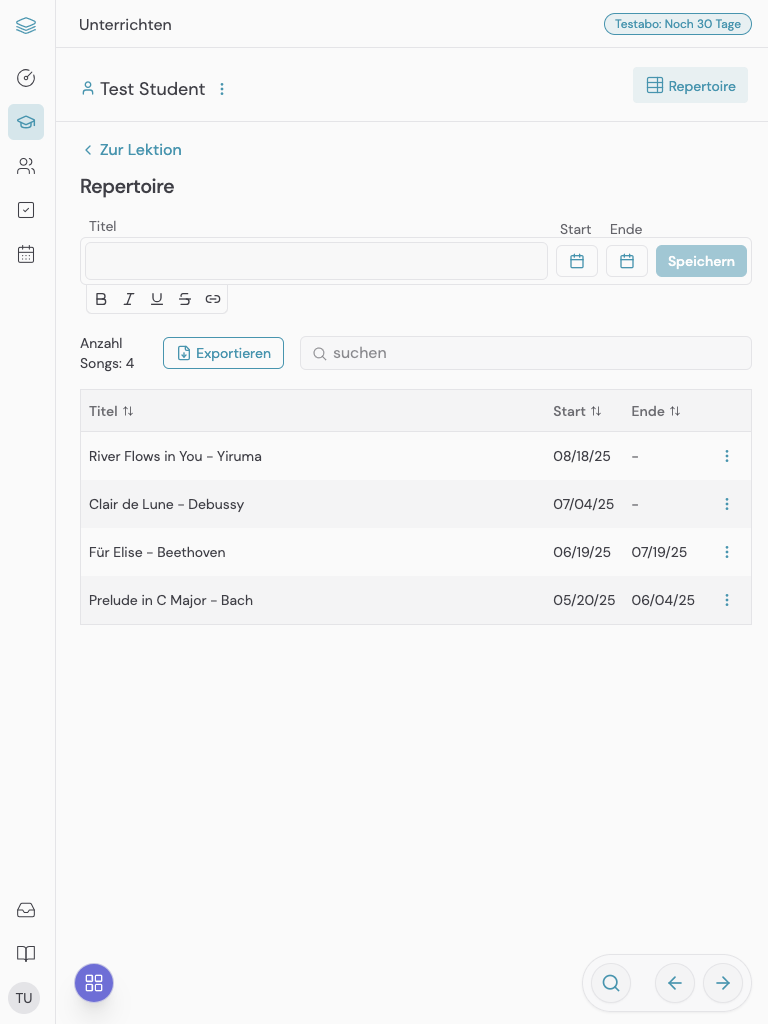 Unterrichten
Testabo: Noch 30 Tage
Test Student
Repertoire
Zur Lektion
Repertoire
Titel
Start
Ende
Speichern
B I U S
Anzahl
Songs: 4
Exportieren
suchen
Titel Start Ende
River Flows in You - Yiruma 08/18/25 -
Clair de Lune - Debussy 07/04/25 -
Für Elise - Beethoven 06/19/25 07/19/25
Prelude in C Major - Bach 05/20/25 06/04/25
TU